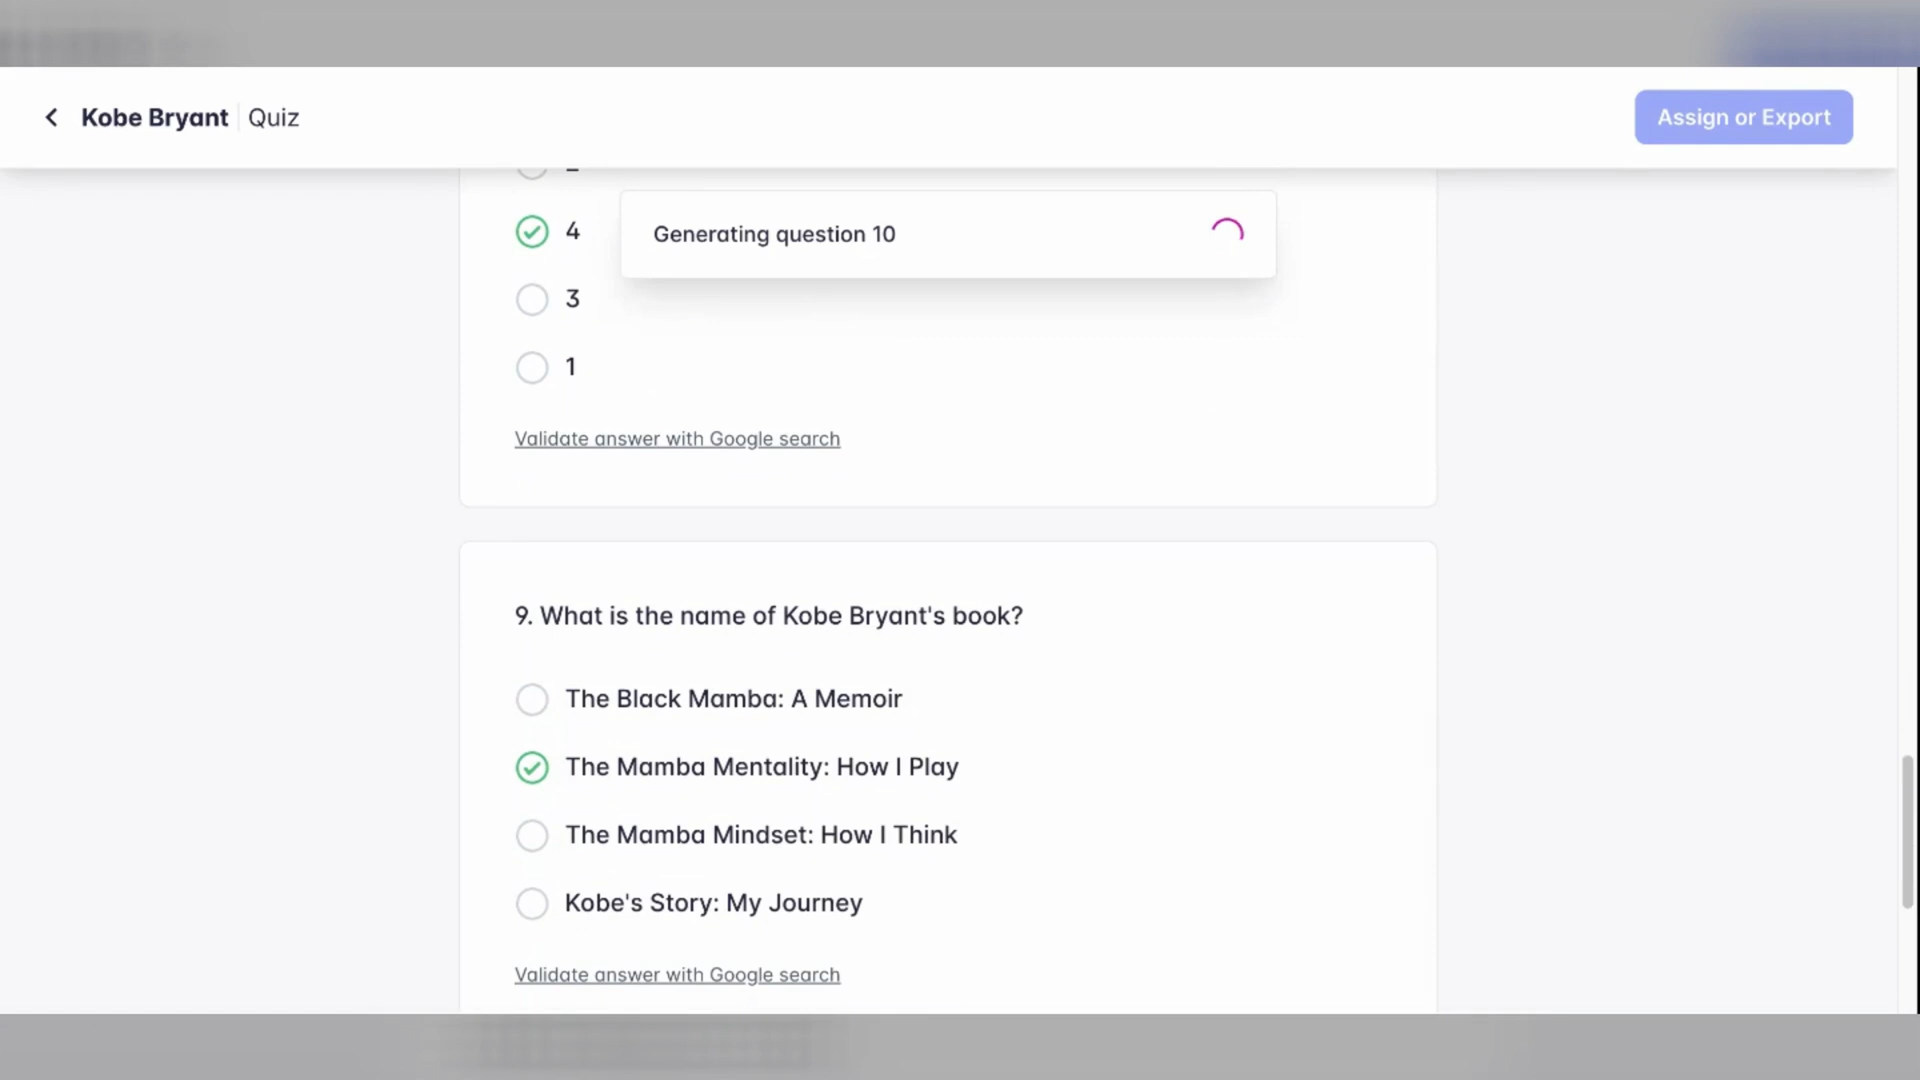 Kobe Bryant Quiz
Assign or Export
4
Generating question 10
3
1
Validate answer with Google search
9. What is the name of Kobe Bryant's book?
The Black Mamba: A Memoir
The Mamba Mentality: How I Play
The Mamba Mindset: How I Think
Kobe's Story: My Journey
Validate answer with Google search